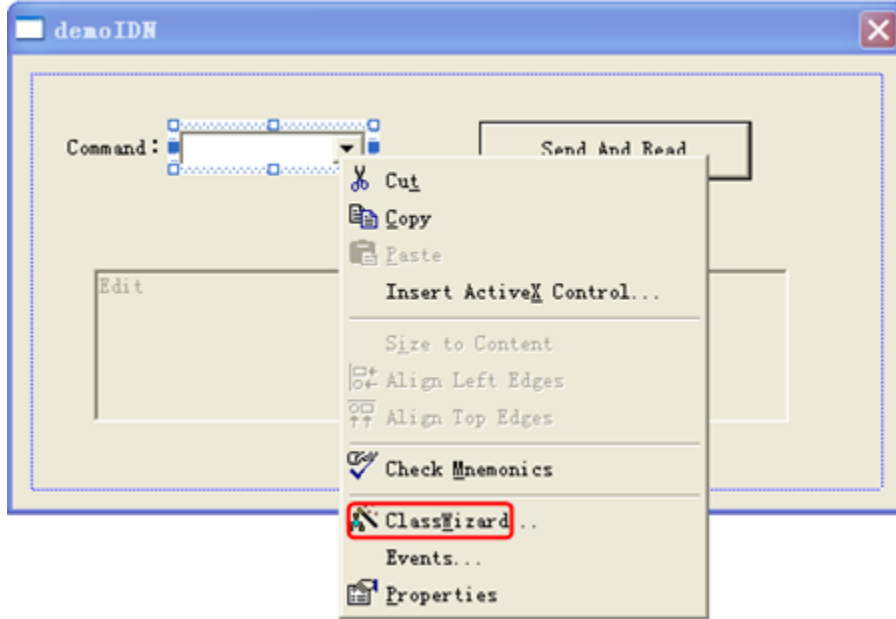 demoIDN
Command:
Send And Read
Edit
Cut
Copy
Paste
Insert ActiveX Control...
Size to Content
Align Left Edges
Align Top Edges
Check Mnemonics
ClassWizard...
Events...
Properties